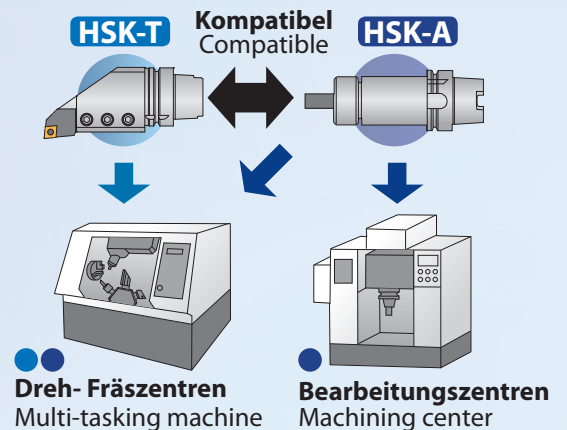 HSK-T
Kompatibel
Compatible
HSK-A
Dreh- Fräszentren
Multi-tasking machine
Bearbeitungszentren
Machining center